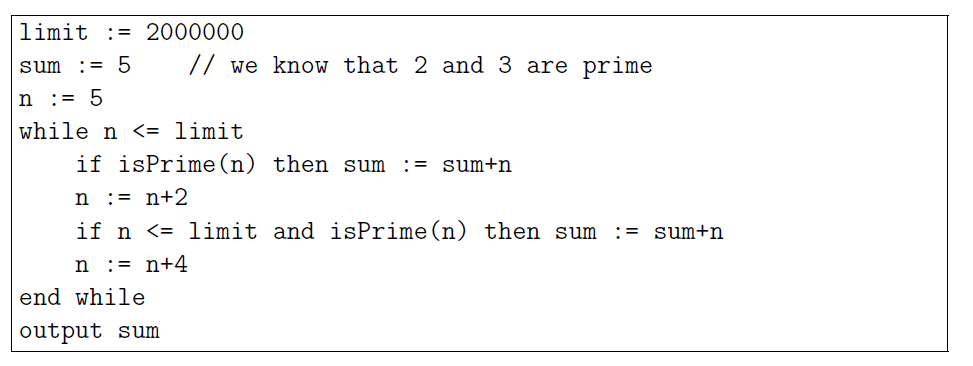 limit := 2000000
sum := 5    // we know that 2 and 3 are prime
n := 5
while n <= limit
    if isPrime(n) then sum := sum+n
    n := n+2
    if n <= limit and isPrime(n) then sum := sum+n
    n := n+4
end while
output sum